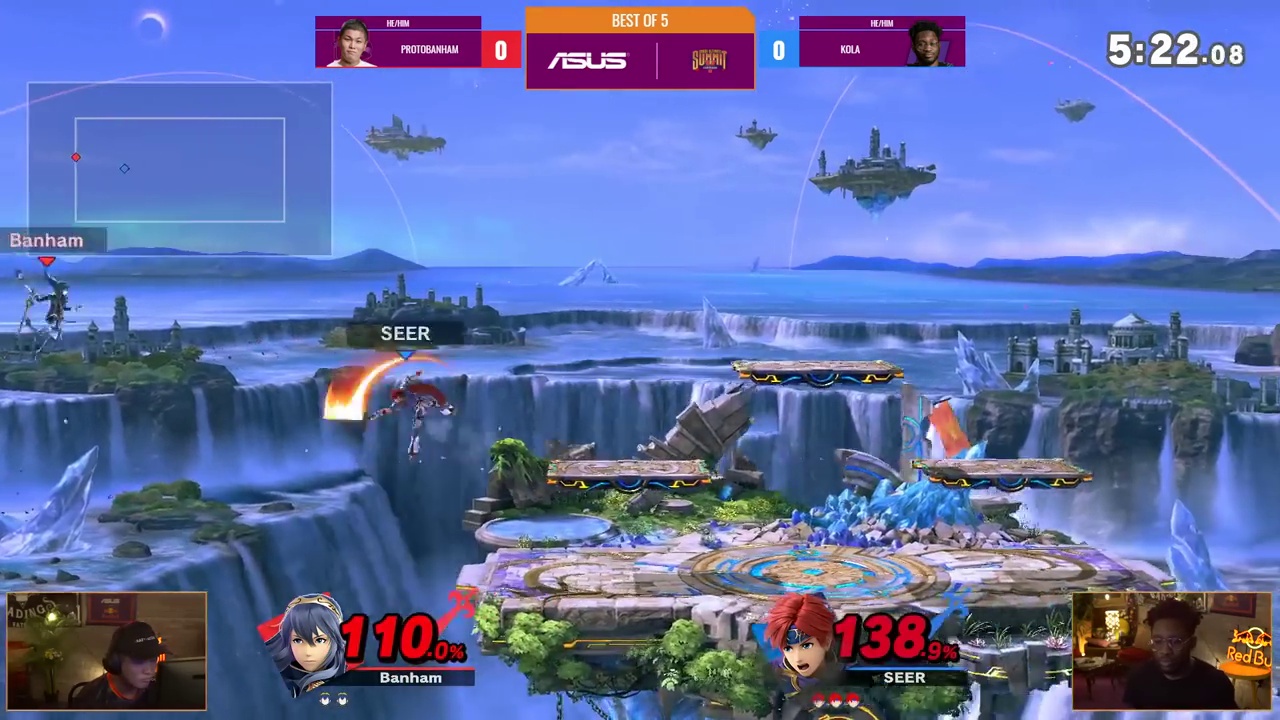 HE/HIM
PROTOBANHAM
0
BEST OF 5
ASUS
SUMMIT
0
HE/HIM
KOLA
5:22.08
Banham
SEER
110.0%
Banham
138.9%
SEER
Red Bu